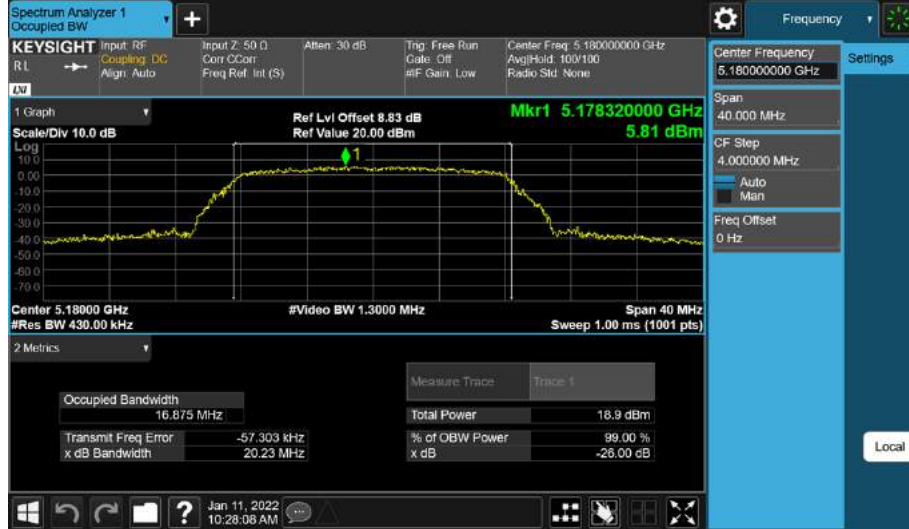 Spectrum Analyzer 1
Occupied BW
+
Frequency
KEYSIGHT
RL
LXI
Input: RF
Coupling: DC
Align: Auto
Input Z: 50 Ω
Corr CCorr
Freq Ref: Int (S)
Atten: 30 dB
Trig: Free Run
Gate: Off
#IF Gain: Low
Center Freq: 5.180000000 GHz
Avg|Hold: 100/100
Radio Std: None
Center Frequency
5.180000000 GHz
Settings
Span
40.000 MHz
CF Step
4.000000 MHz
Auto
Man
Freq Offset
0 Hz
Local
1 Graph
Scale/Div 10.0 dB
Ref Lvl Offset 8.83 dB
Ref Value 20.00 dBm
Mkr1 5.178320000 GHz
5.81 dBm
Log
10.0
0.00
-10.0
-20.0
-30.0
-40.0
-50.0
-60.0
-70.0
1
Center 5.18000 GHz
#Res BW 430.00 kHz
#Video BW 1.3000 MHz
Span 40 MHz
Sweep 1.00 ms (1001 pts)
2 Metrics
Measure Trace
Trace 1
Occupied Bandwidth
16.875 MHz
Total Power
18.9 dBm
Transmit Freq Error
-57.303 kHz
% of OBW Power
99.00 %
x dB Bandwidth
20.23 MHz
x dB
-26.00 dB
?
Jan 11, 2022
10:28:08 AM